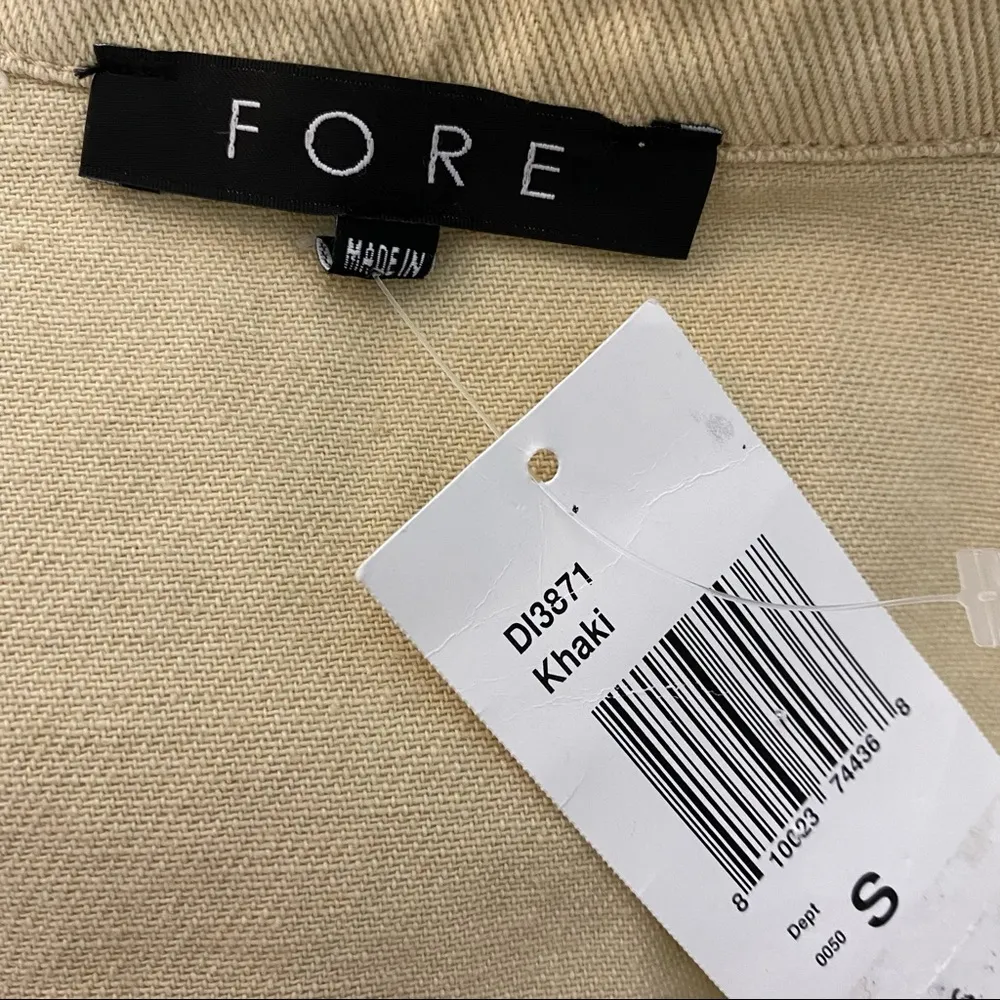 FORE
MADE IN
DI3871
Khaki
8 10023 74436 8
Dept
0050
S